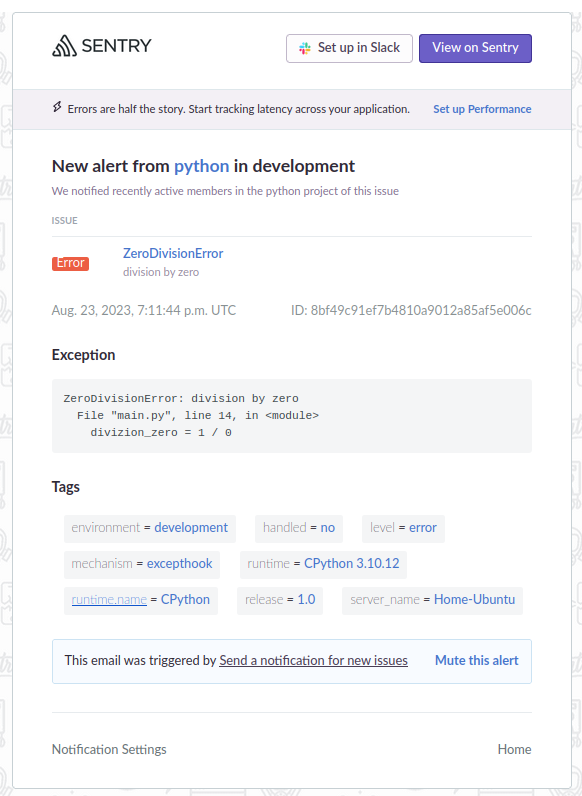 SENTRY
Set up in Slack
View on Sentry
Errors are half the story. Start tracking latency across your application.
Set up Performance
New alert from python in development
We notified recently active members in the python project of this issue
ISSUE
Error
ZeroDivisionError
division by zero
Aug. 23, 2023, 7:11:44 p.m. UTC
ID: 8bf49c91ef7b4810a9012a85af5e006c
Exception
ZeroDivisionError: division by zero
File "main.py", line 14, in <module>
divizion_zero = 1 / 0
Tags
environment = development
handled = no
level = error
mechanism = excepthook
runtime = CPython 3.10.12
runtime.name = CPython
release = 1.0
server_name = Home-Ubuntu
This email was triggered by Send a notification for new issues
Mute this alert
Notification Settings
Home